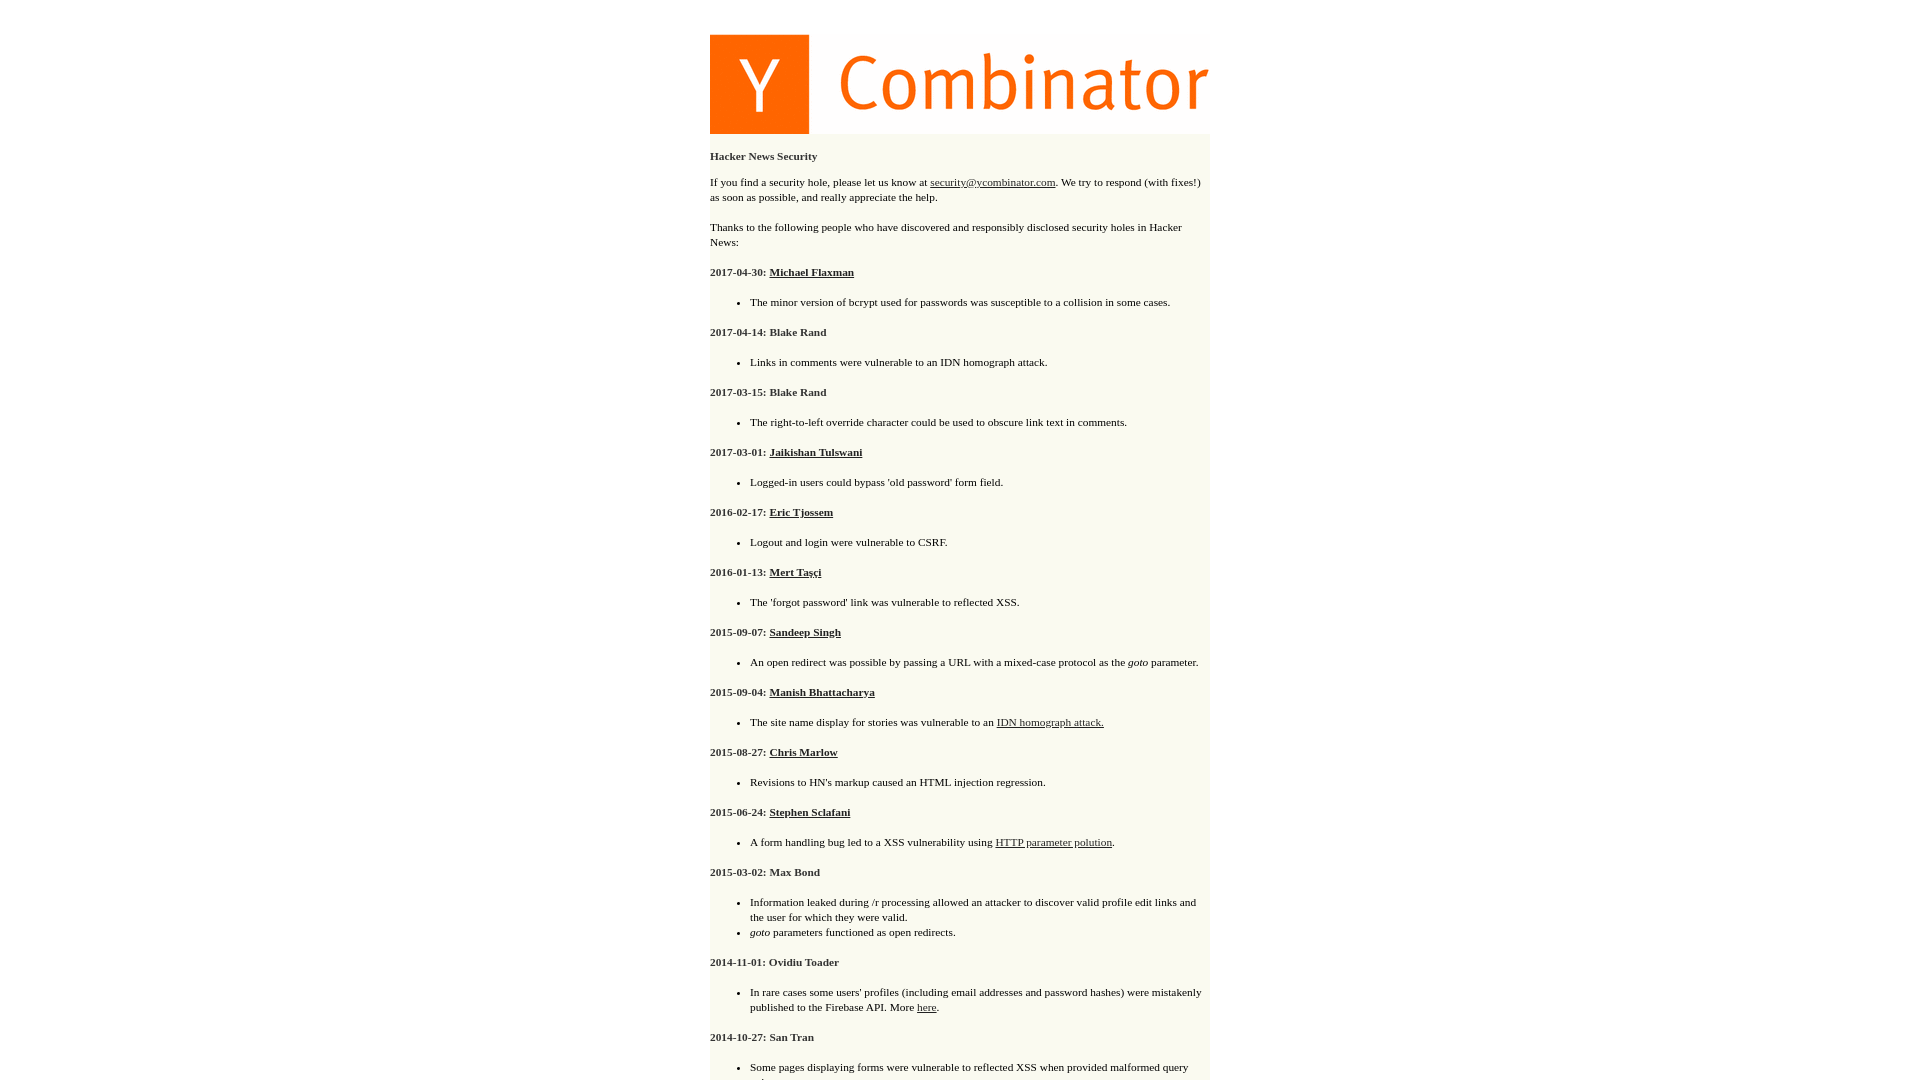 Y Combinator
Hacker News Security
If you find a security hole, please let us know at security@ycombinator.com. We try to respond (with fixes!)
as soon as possible, and really appreciate the help.
Thanks to the following people who have discovered and responsibly disclosed security holes in Hacker
News:
2017-04-30: Michael Flaxman
• The minor version of bcrypt used for passwords was susceptible to a collision in some cases.
2017-04-14: Blake Rand
• Links in comments were vulnerable to an IDN homograph attack.
2017-03-15: Blake Rand
• The right-to-left override character could be used to obscure link text in comments.
2017-03-01: Jaikishan Tulswani
• Logged-in users could bypass 'old password' form field.
2016-02-17: Eric Tjossem
• Logout and login were vulnerable to CSRF.
2016-01-13: Mert Taşçi
• The 'forgot password' link was vulnerable to reflected XSS.
2015-09-07: Sandeep Singh
• An open redirect was possible by passing a URL with a mixed-case protocol as the goto parameter.
2015-09-04: Manish Bhattacharya
• The site name display for stories was vulnerable to an IDN homograph attack.
2015-08-27: Chris Marlow
• Revisions to HN's markup caused an HTML injection regression.
2015-06-24: Stephen Sclafani
• A form handling bug led to a XSS vulnerability using HTTP parameter polution.
2015-03-02: Max Bond
• Information leaked during /r processing allowed an attacker to discover valid profile edit links and
the user for which they were valid.
• goto parameters functioned as open redirects.
2014-11-01: Ovidiu Toader
• In rare cases some users' profiles (including email addresses and password hashes) were mistakenly
published to the Firebase API. More here.
2014-10-27: San Tran
• Some pages displaying forms were vulnerable to reflected XSS when provided malformed query